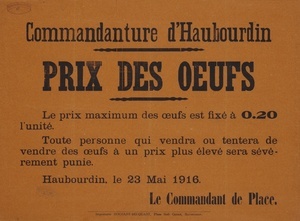 Commandanture d'Haubourdin
PRIX DES OEUFS
Le prix maximum des œufs est fixé à 0.20
l'unité.
Toute personne qui vendra ou tentera de
vendre des œufs à un prix plus élevé sera sévè-
rement punie.
Haubourdin, le 23 Mai 1916.
Le Commandant de Place.